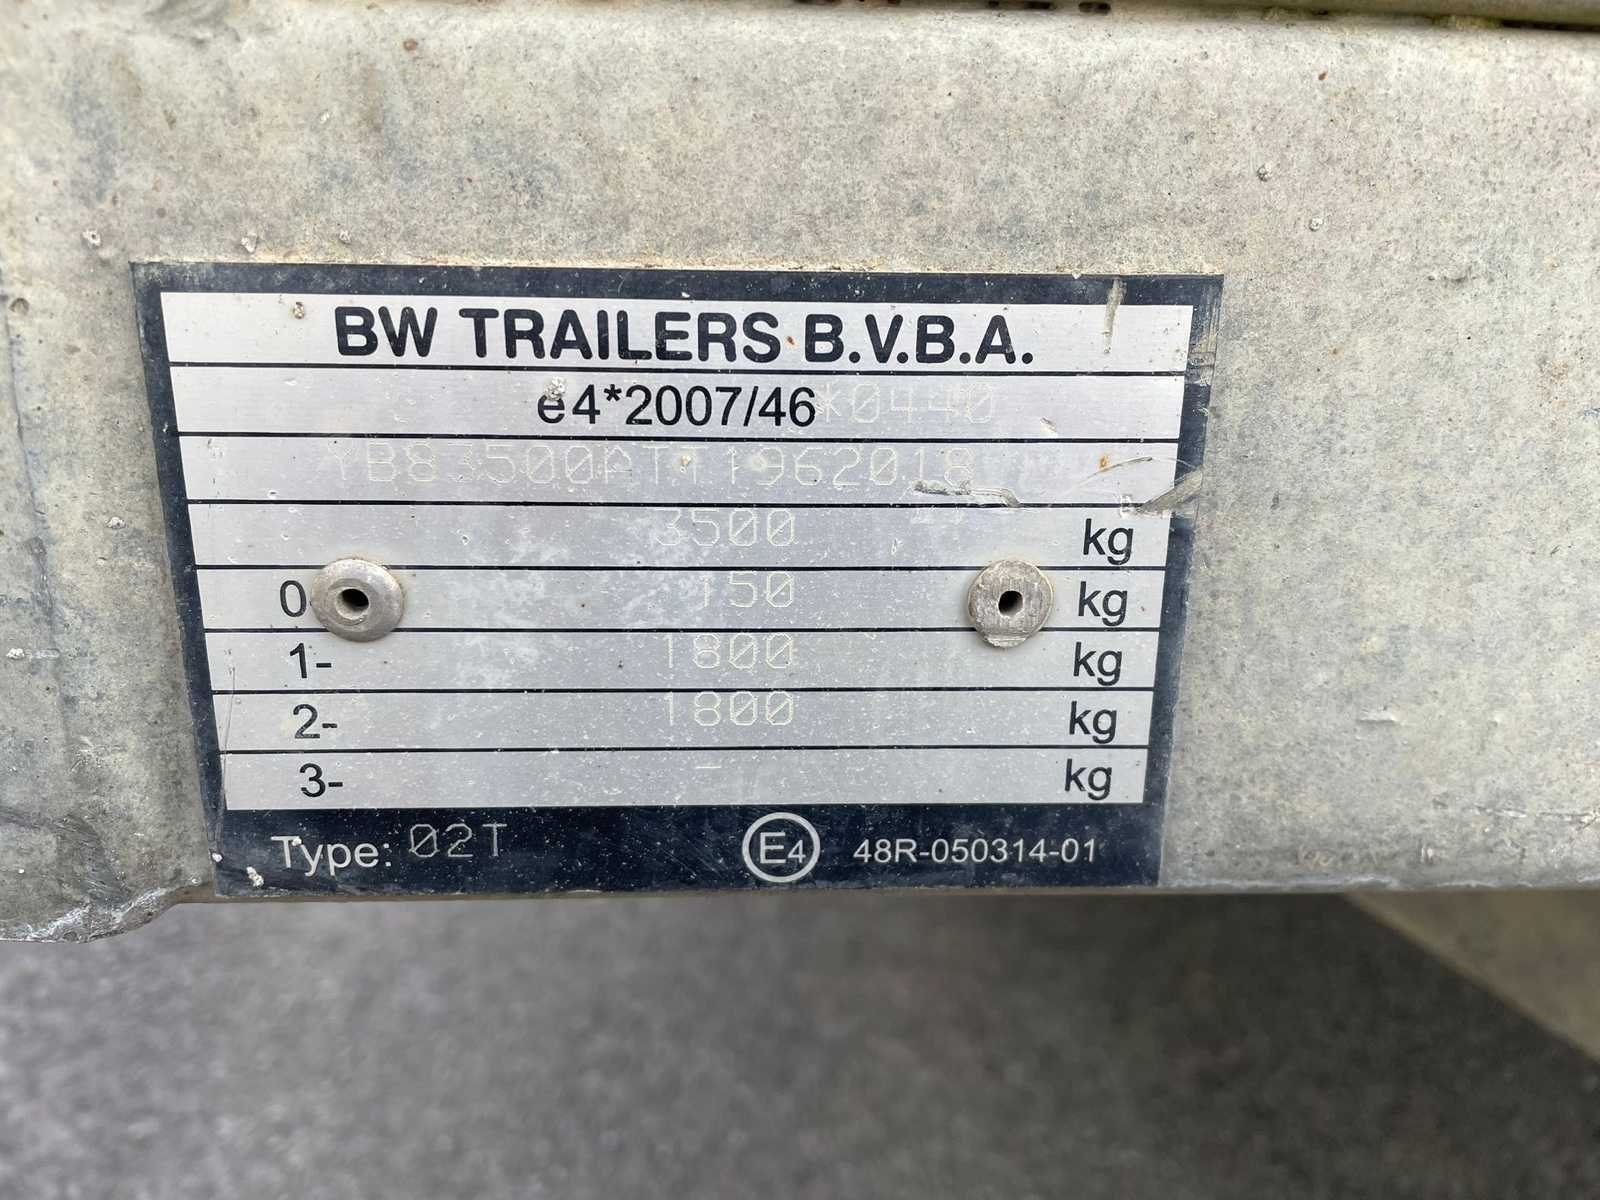 BW TRAILERS B.V.B.A.
e4*2007/46*0440
YB83500ATT1962018
3500 kg
0- 150 kg
1- 1800 kg
2- 1800 kg
3- - kg
Type: 02T E4 48R-050314-01